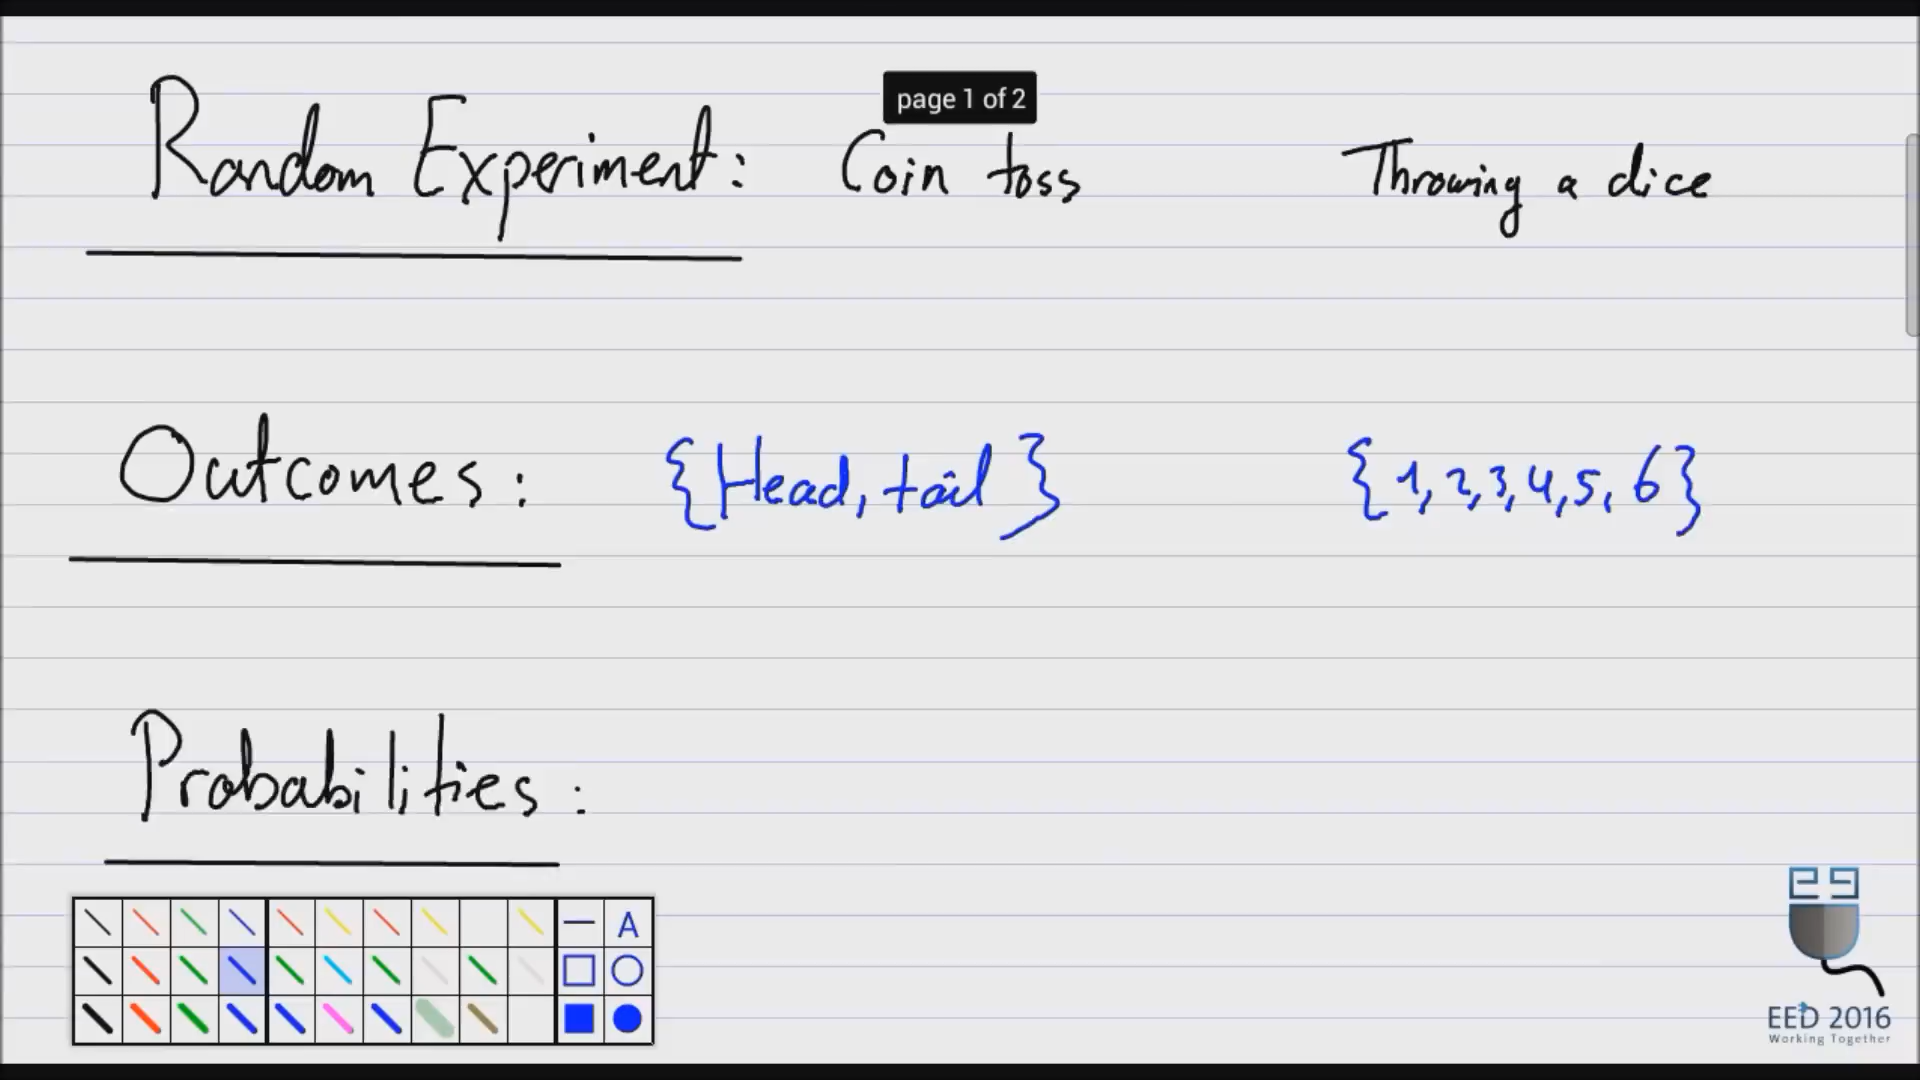 page 1 of 2
Random Experiment: Coin toss Throwing a dice
Outcomes: {Head, tail} {1,2,3,4,5,6}
Probabilities:
A
EED 2016
Working Together